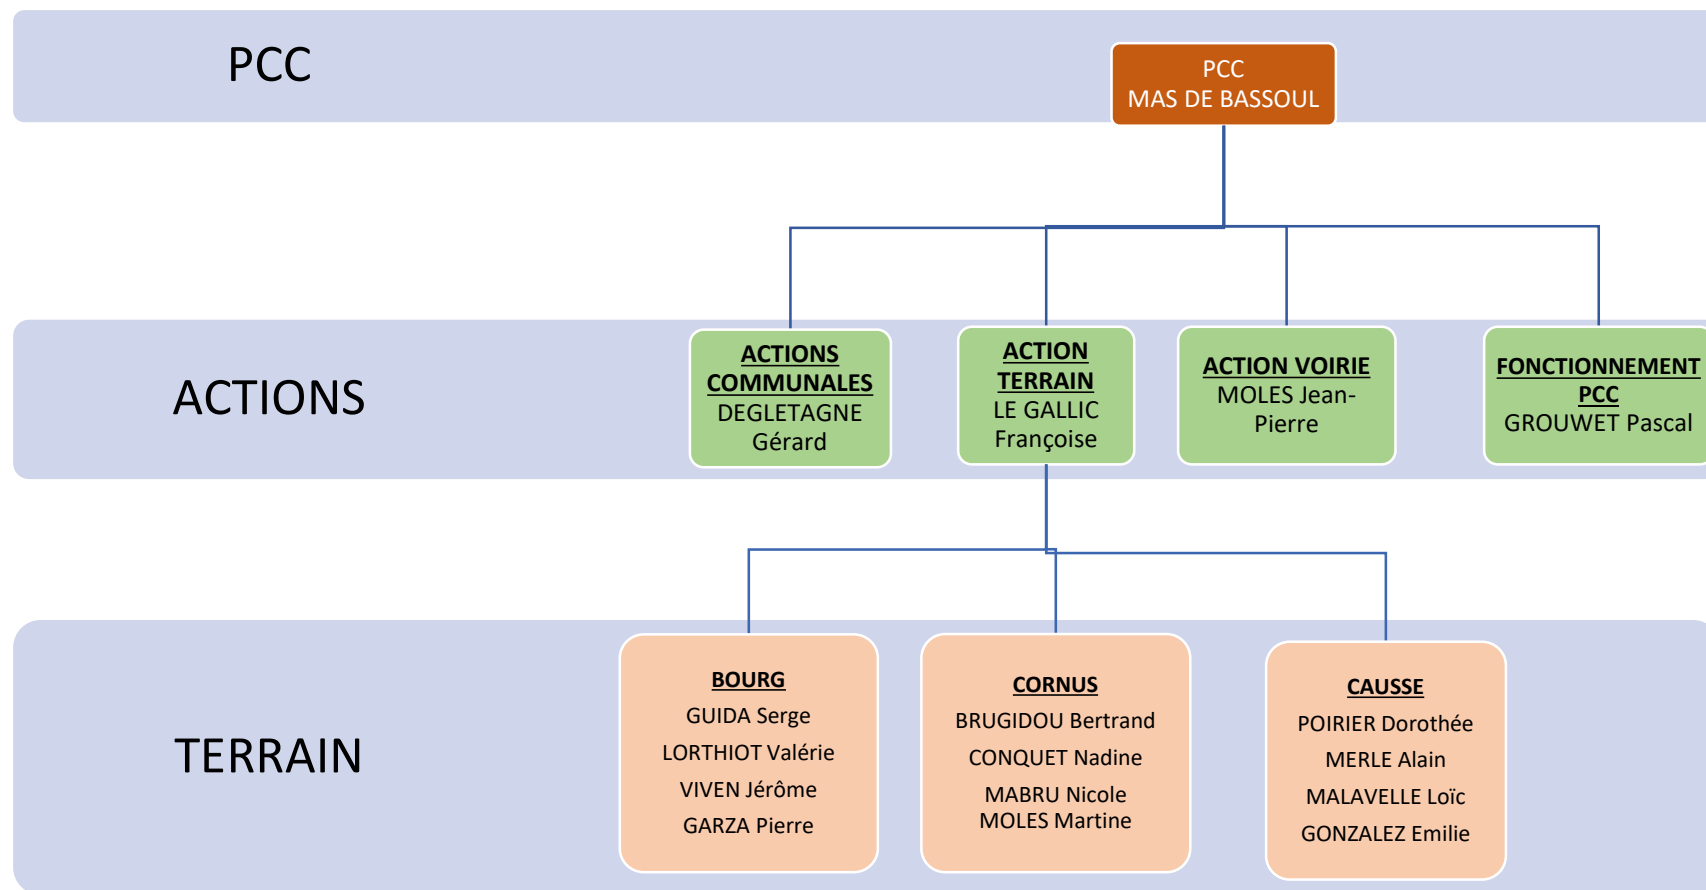 PCC
PCC
MAS DE BASSOUL
ACTIONS
ACTIONS
COMMUNALES
DEGLETAGNE
Gérard
ACTION
TERRAIN
LE GALLIC
Françoise
ACTION VOIRIE
MOLES Jean-
Pierre
FONCTIONNEMENT
PCC
GROUWET Pascal
TERRAIN
BOURG
GUIDA Serge
LORTHIOT Valérie
VIVEN Jérôme
GARZA Pierre
CORNUS
BRUGIDOU Bertrand
CONQUET Nadine
MABRU Nicole
MOLES Martine
CAUSSE
POIRIER Dorothée
MERLE Alain
MALAVELLE Loïc
GONZALEZ Emilie